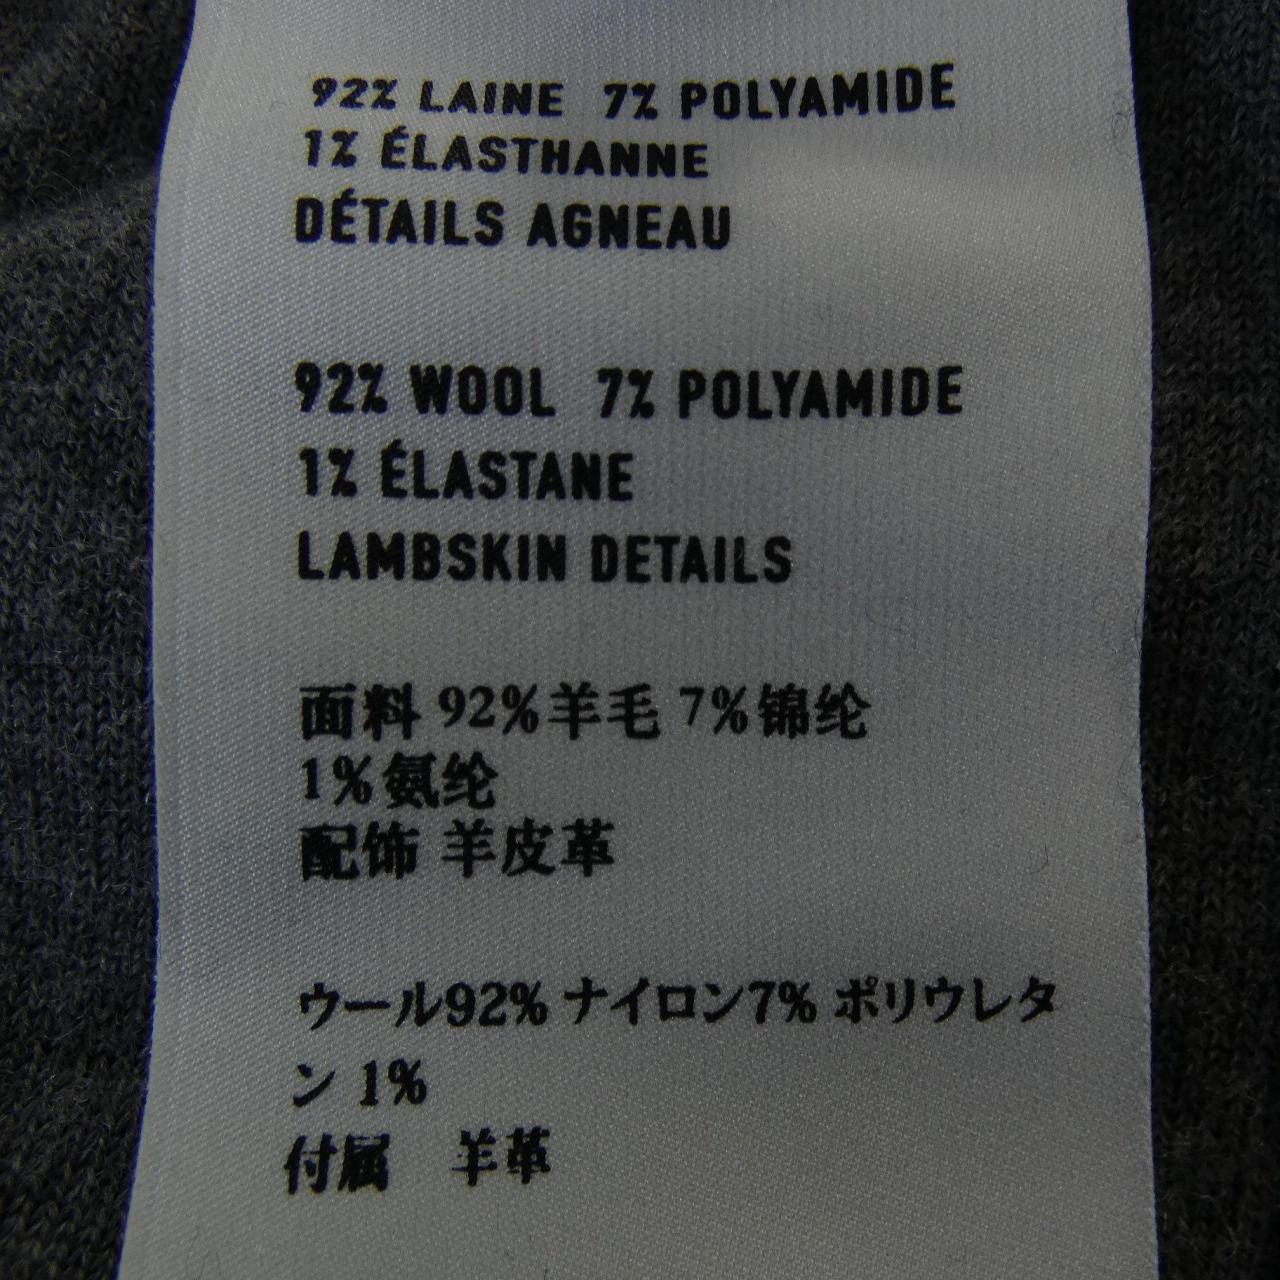 92% LAINE 7% POLYAMIDE
1% ÉLASTHANNE
DÉTAILS AGNEAU
92% WOOL 7% POLYAMIDE
1% ÉLASTANE
LAMBSKIN DETAILS
面料 92%羊毛 7%锦纶
1%氨纶
配饰 羊皮革
ウール92% ナイロン7% ポリウレタ
ン 1%
付属 羊革